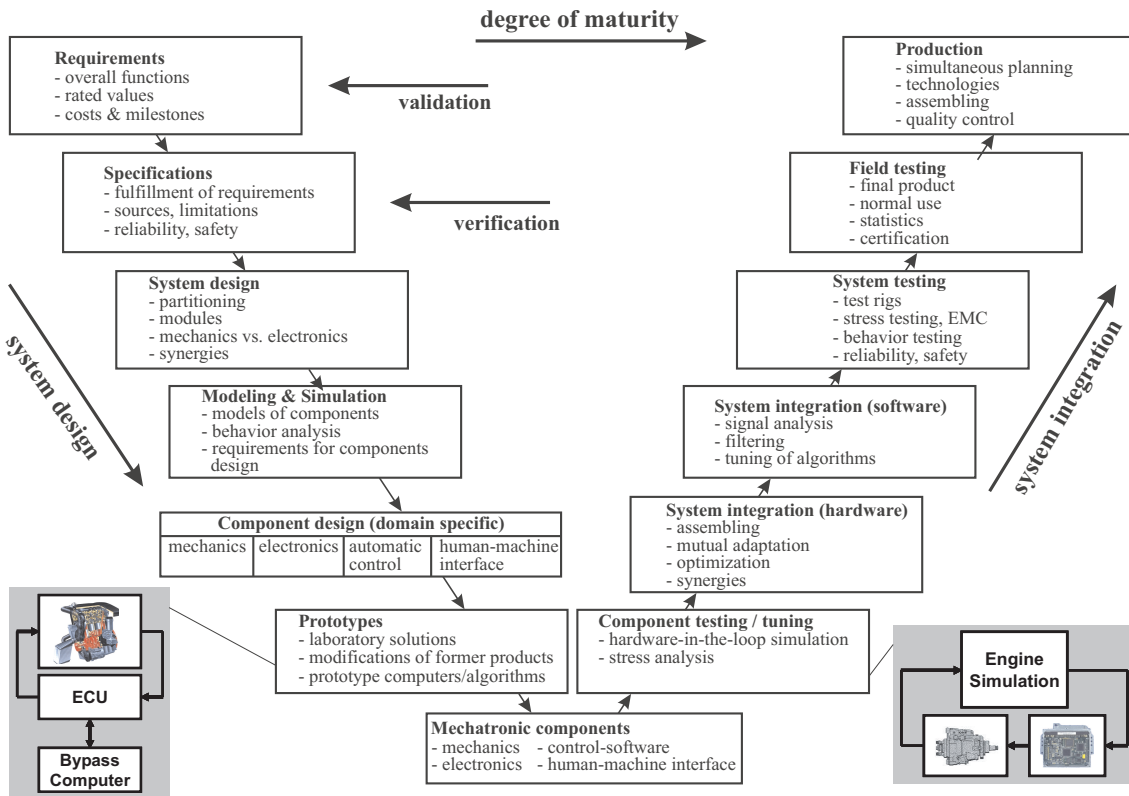 degree of maturity
Requirements
- overall functions
- rated values
- costs & milestones
validation
Production
- simultaneous planning
- technologies
- assembling
- quality control
Specifications
- fulfillment of requirements
- sources, limitations
- reliability, safety
verification
Field testing
- final product
- normal use
- statistics
- certification
system design
System design
- partitioning
- modules
- mechanics vs. electronics
- synergies
System testing
- test rigs
- stress testing, EMC
- behavior testing
- reliability, safety
system integration
Modeling & Simulation
- models of components
- behavior analysis
- requirements for components
design
System integration (software)
- signal analysis
- filtering
- tuning of algorithms
Component design (domain specific)
mechanics
electronics
automatic
control
human-machine
interface
System integration (hardware)
- assembling
- mutual adaptation
- optimization
- synergies
Prototypes
- laboratory solutions
- modifications of former products
- prototype computers/algorithms
Component testing / tuning
- hardware-in-the-loop simulation
- stress analysis
Mechatronic components
- mechanics - control-software
- electronics - human-machine interface
ECU
Bypass
Computer
Engine
Simulation